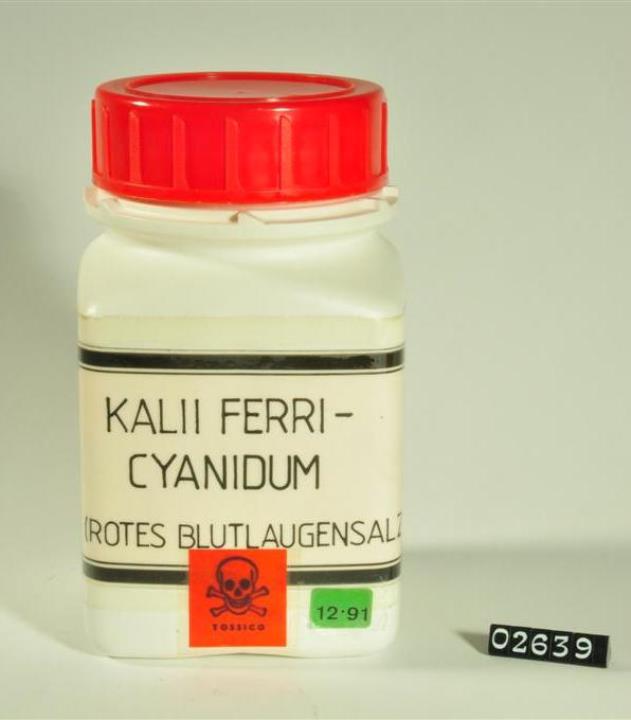 KALII FERRI-
CYANIDUM
(ROTES BLUTLAUGENSALZ
TOSSICO
12·91
02639